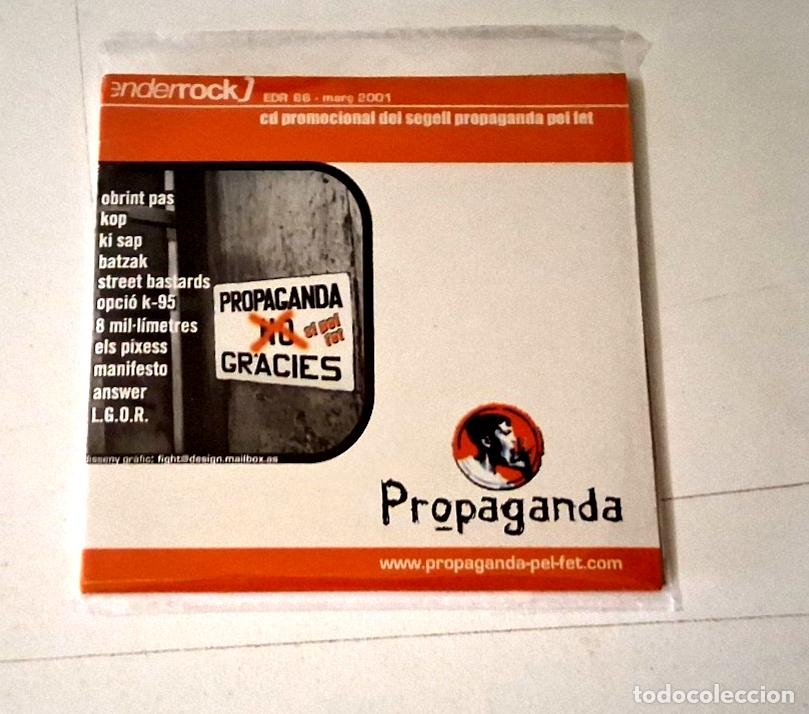 enderrock
EDR 66 - març 2001
cd promocional del segell propaganda pel fet
obrint pas
kop
ki sap
batzak
street bastards
opció k-95
8 mil·límetres
els pixess
manifesto
answer
L.G.O.R.
PROPAGANDA
NO
sí pel
fet
GRÀCIES
disseny gràfic: fight@design.mailbox.as
Propaganda
www.propaganda-pel-fet.com
todocoleccion